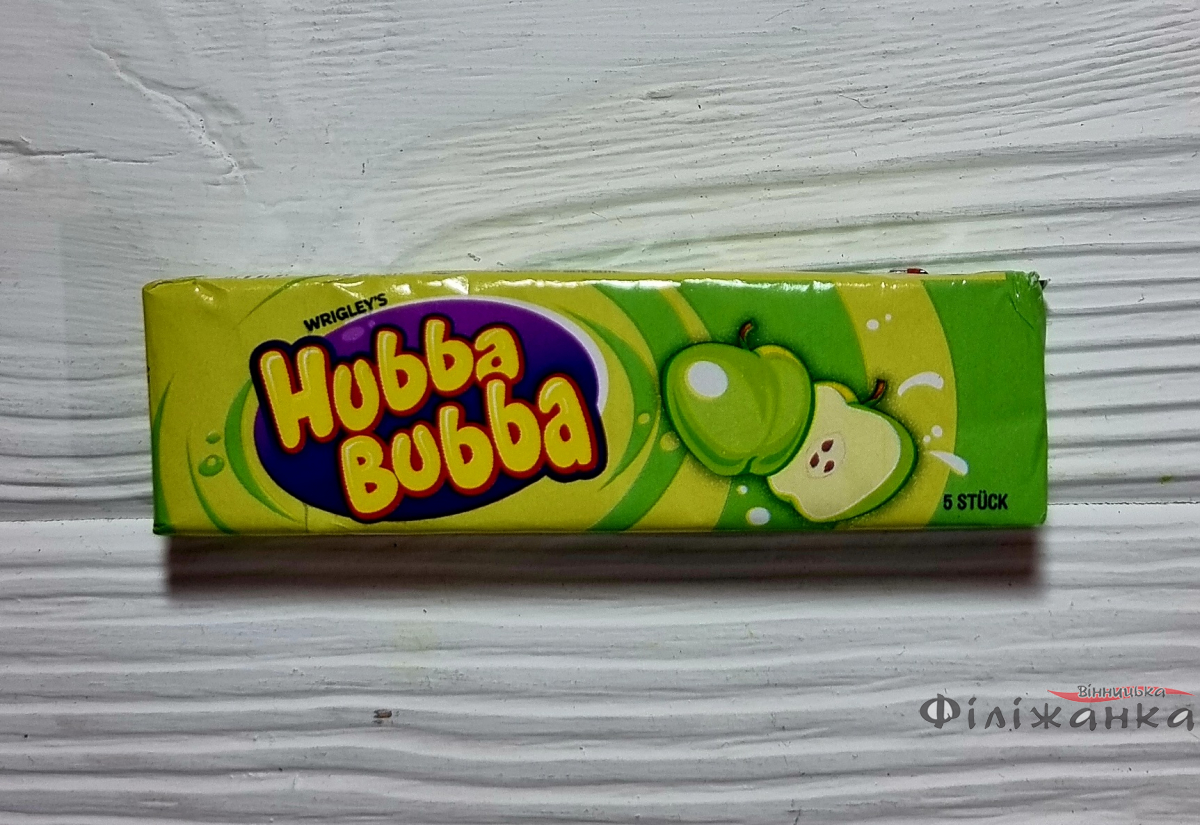 WRIGLEY'S
Hubba
Bubba
5 STÜCK
Вінницька
Філіжанка